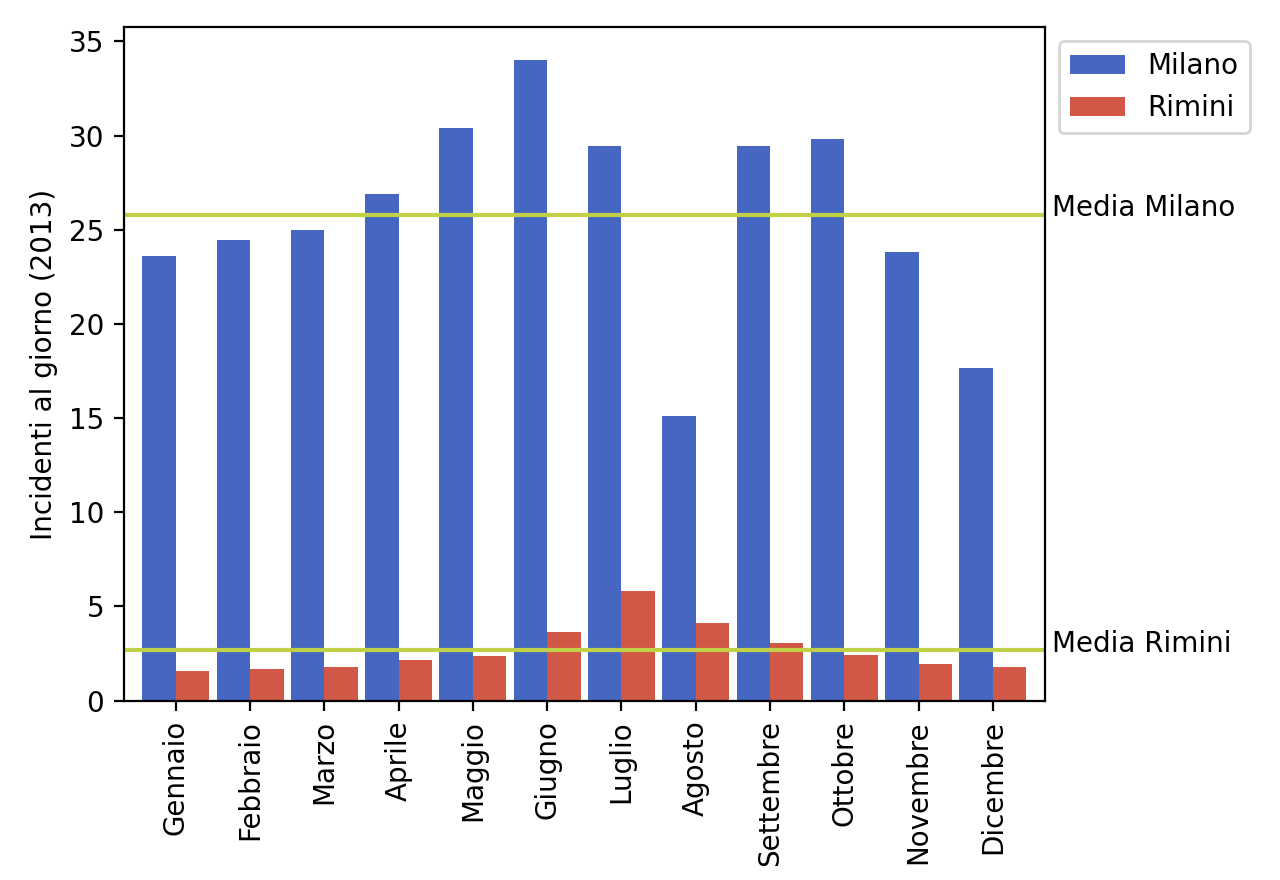 35
30
25
20
15
10
5
0
Incidenti al giorno (2013)
Milano
Rimini
Media Milano
Media Rimini
Gennaio
Febbraio
Marzo
Aprile
Maggio
Giugno
Luglio
Agosto
Settembre
Ottobre
Novembre
Dicembre